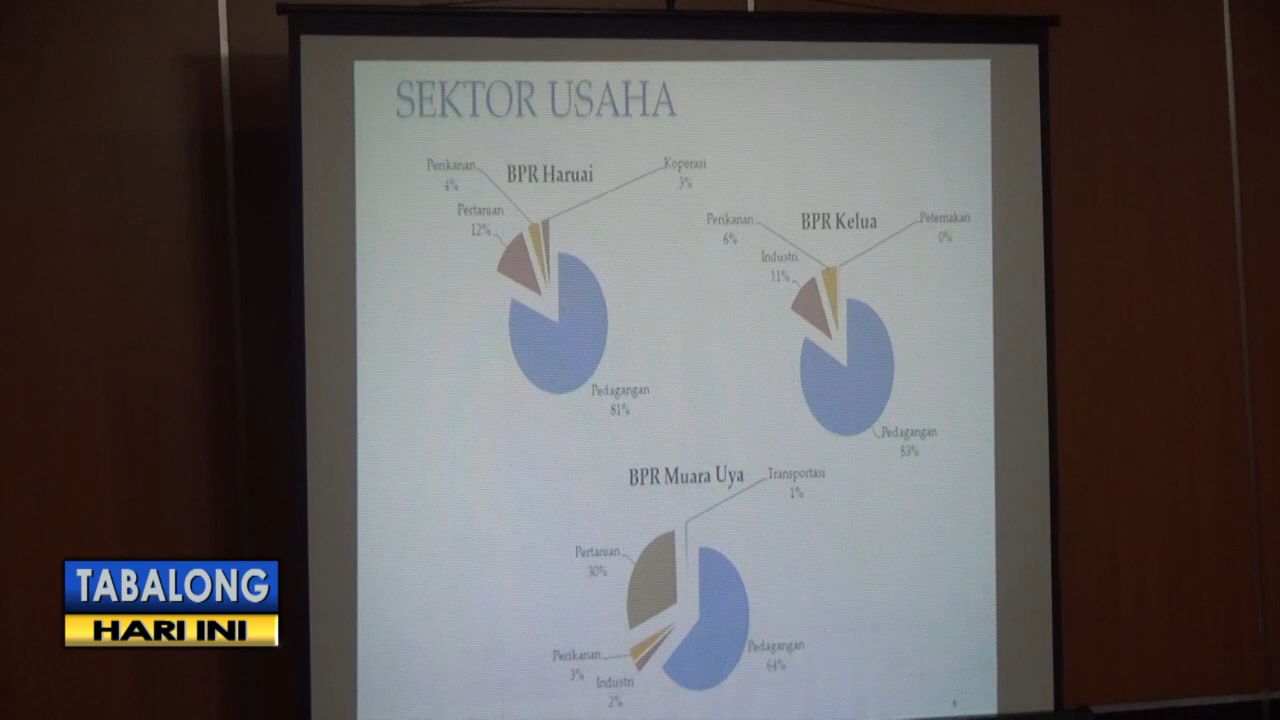 SEKTOR USAHA
BPR Haruai
Perikanan
4%
Koperasi
3%
Pertanian
12%
Pedagangan
81%
BPR Kelua
Perikanan
6%
Peternakan
0%
Industri
11%
Pedagangan
83%
BPR Muara Uya
Transportasi
1%
Pertanian
30%
Perikanan
3%
Industri
2%
Pedagangan
64%
8
TABALONG
HARI INI